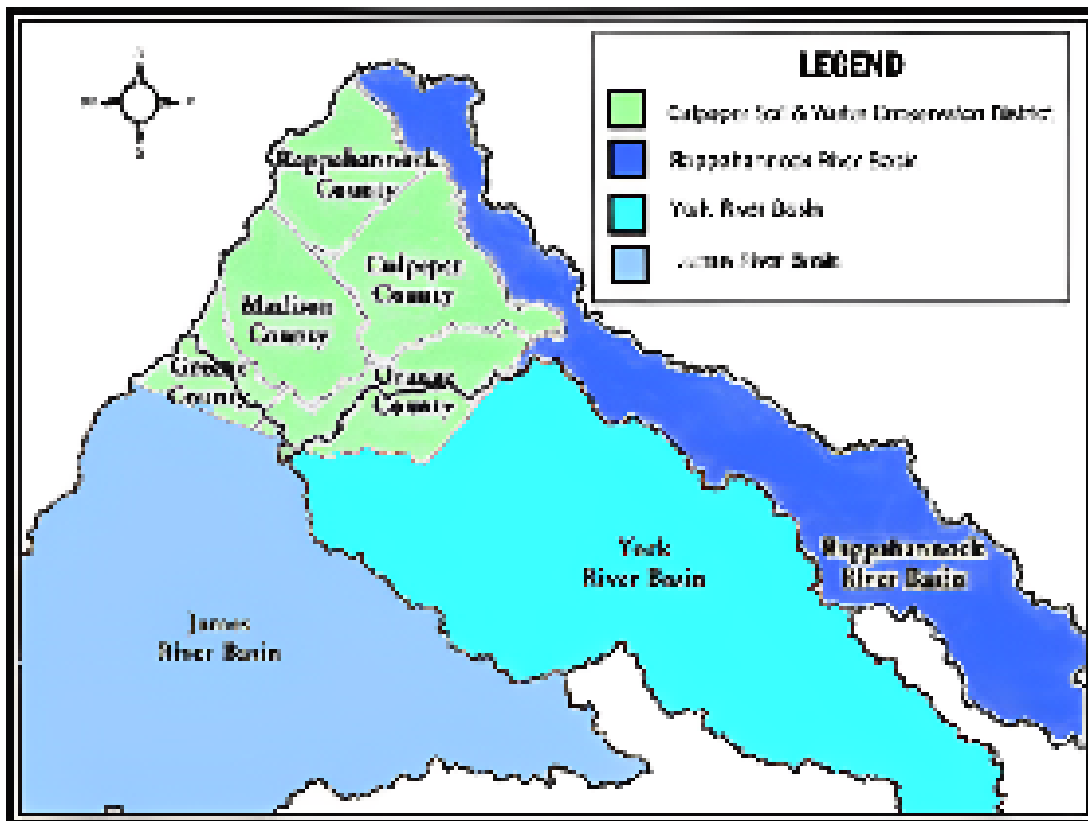 LEGEND
Culpeper Soil & Water Conservation District
Rappahannock River Basin
York River Basin
James River Basin
Rappahannock
County
Culpeper
County
Madison
County
Greene
County
Orange
County
York
River Basin
Rappahannock
River Basin
James
River Basin